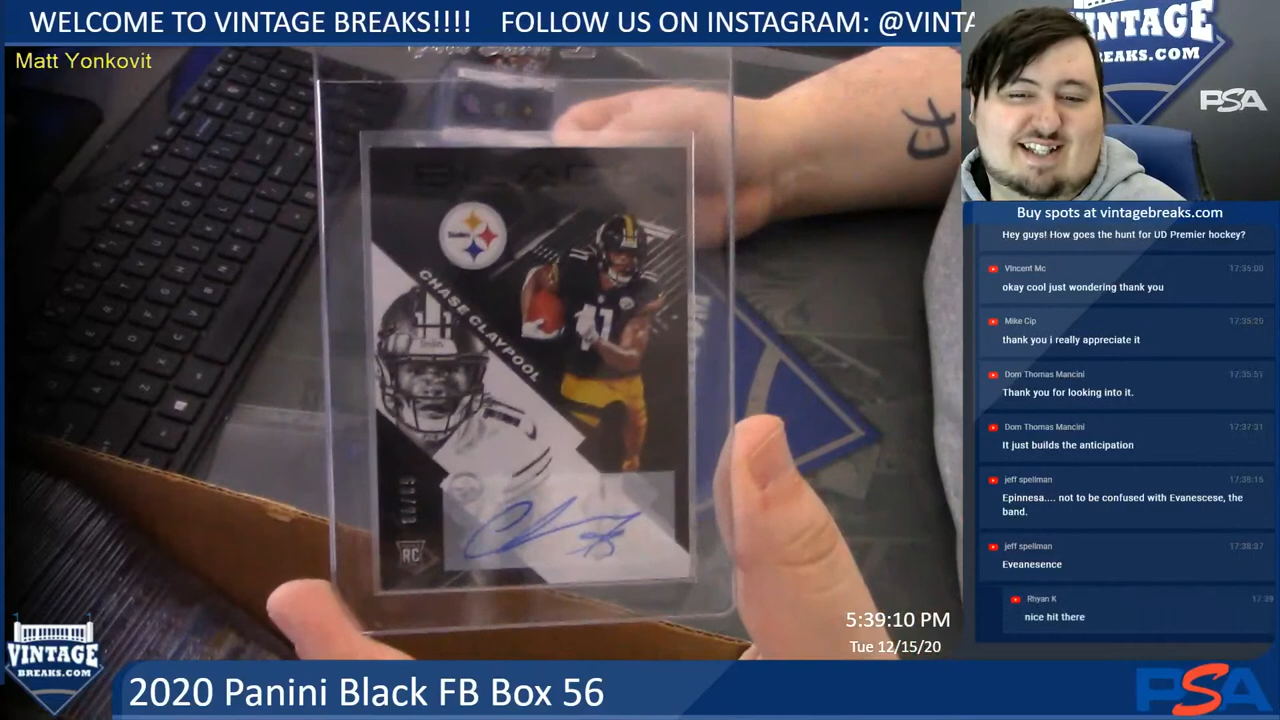 WELCOME TO VINTAGE BREAKS!!!!
FOLLOW US ON INSTAGRAM: @VINTA
Matt Yonkovit
VINTAGE
BREAKS.COM
PSA
Buy spots at vintagebreaks.com
Hey guys! How goes the hunt for UD Premier hockey?
VIncent Mc
17:35:00
okay cool just wondering thank you
Mike Cip
17:35:25
thank you i really appreciate it
Dom Thomas Mancini
17:35:51
Thank you for looking into it.
Dom Thomas Mancini
17:37:31
It just builds the anticipation
jeff spellman
17:38:15
Epinnesa.... not to be confused with Evanescese, the
band.
jeff spellman
17:38:37
Eveanesence
Rhyan K
17:39
nice hit there
BLACK
Steelers
CHASE CLAYPOOL
11
RC
5:39:10 PM
Tue 12/15/20
VINTAGE
BREAKS.COM
2020 Panini Black FB Box 56
PSA